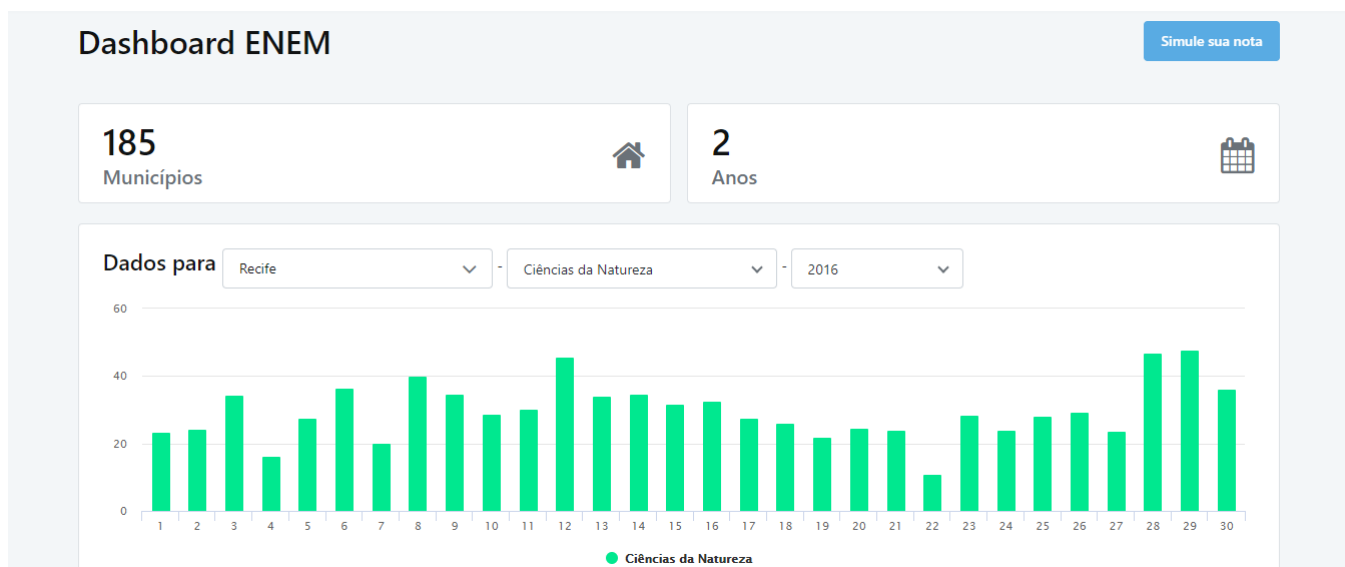 Dashboard ENEM
Simule sua nota
185
Municípios
2
Anos
Dados para Recife - Ciências da Natureza - 2016
60
40
20
0
1 2 3 4 5 6 7 8 9 10 11 12 13 14 15 16 17 18 19 20 21 22 23 24 25 26 27 28 29 30
Ciências da Natureza